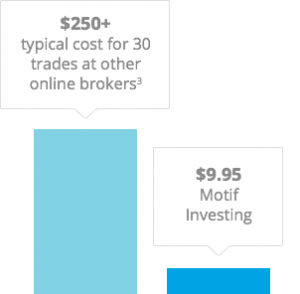 $250+
typical cost for 30
trades at other
online brokers³
$9.95
Motif
Investing